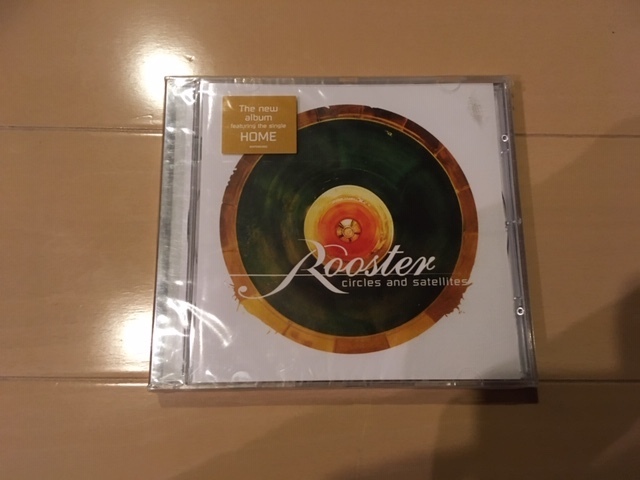 The new
album
featuring the single
HOME
Rooster
circles and satellites